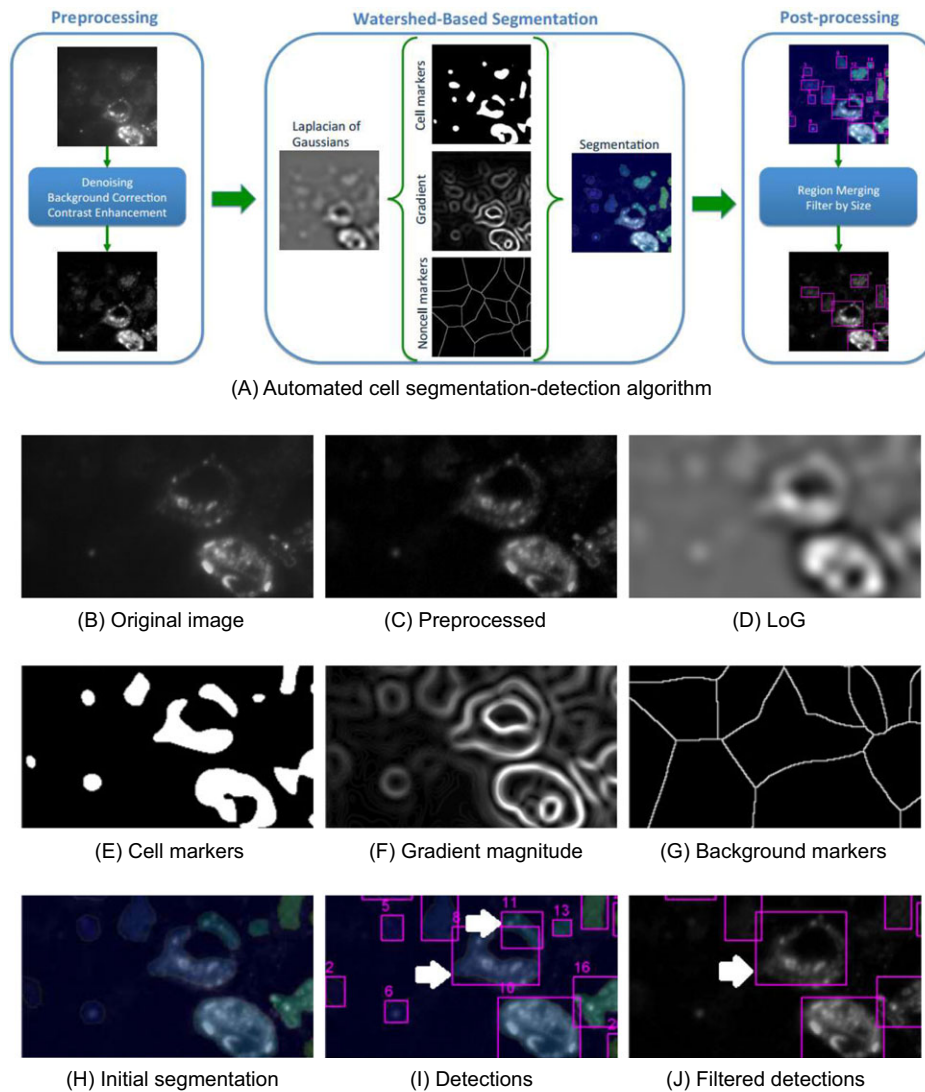 Preprocessing
Watershed-Based Segmentation
Post-processing
Denoising
Background Correction
Contrast Enhancement
Laplacian of
Gaussians
Cell markers
Gradient
Noncell markers
Segmentation
Region Merging
Filter by Size
(A) Automated cell segmentation-detection algorithm
(B) Original image
(C) Preprocessed
(D) LoG
(E) Cell markers
(F) Gradient magnitude
(G) Background markers
5
8
11
13
2
6
10
16
2
(H) Initial segmentation
(I) Detections
(J) Filtered detections